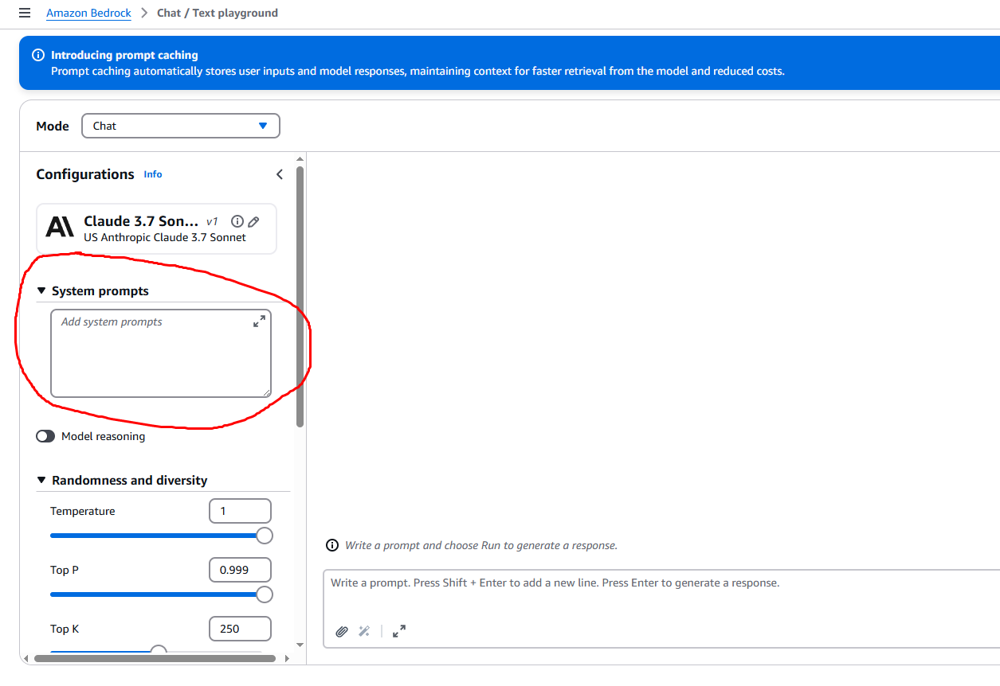 Amazon Bedrock > Chat / Text playground
Introducing prompt caching
Prompt caching automatically stores user inputs and model responses, maintaining context for faster retrieval from the model and reduced costs.
Mode Chat
Configurations Info
Claude 3.7 Son... v1
US Anthropic Claude 3.7 Sonnet
System prompts
Add system prompts
Model reasoning
Randomness and diversity
Temperature 1
Top P 0.999
Top K 250
Write a prompt and choose Run to generate a response.
Write a prompt. Press Shift + Enter to add a new line. Press Enter to generate a response.